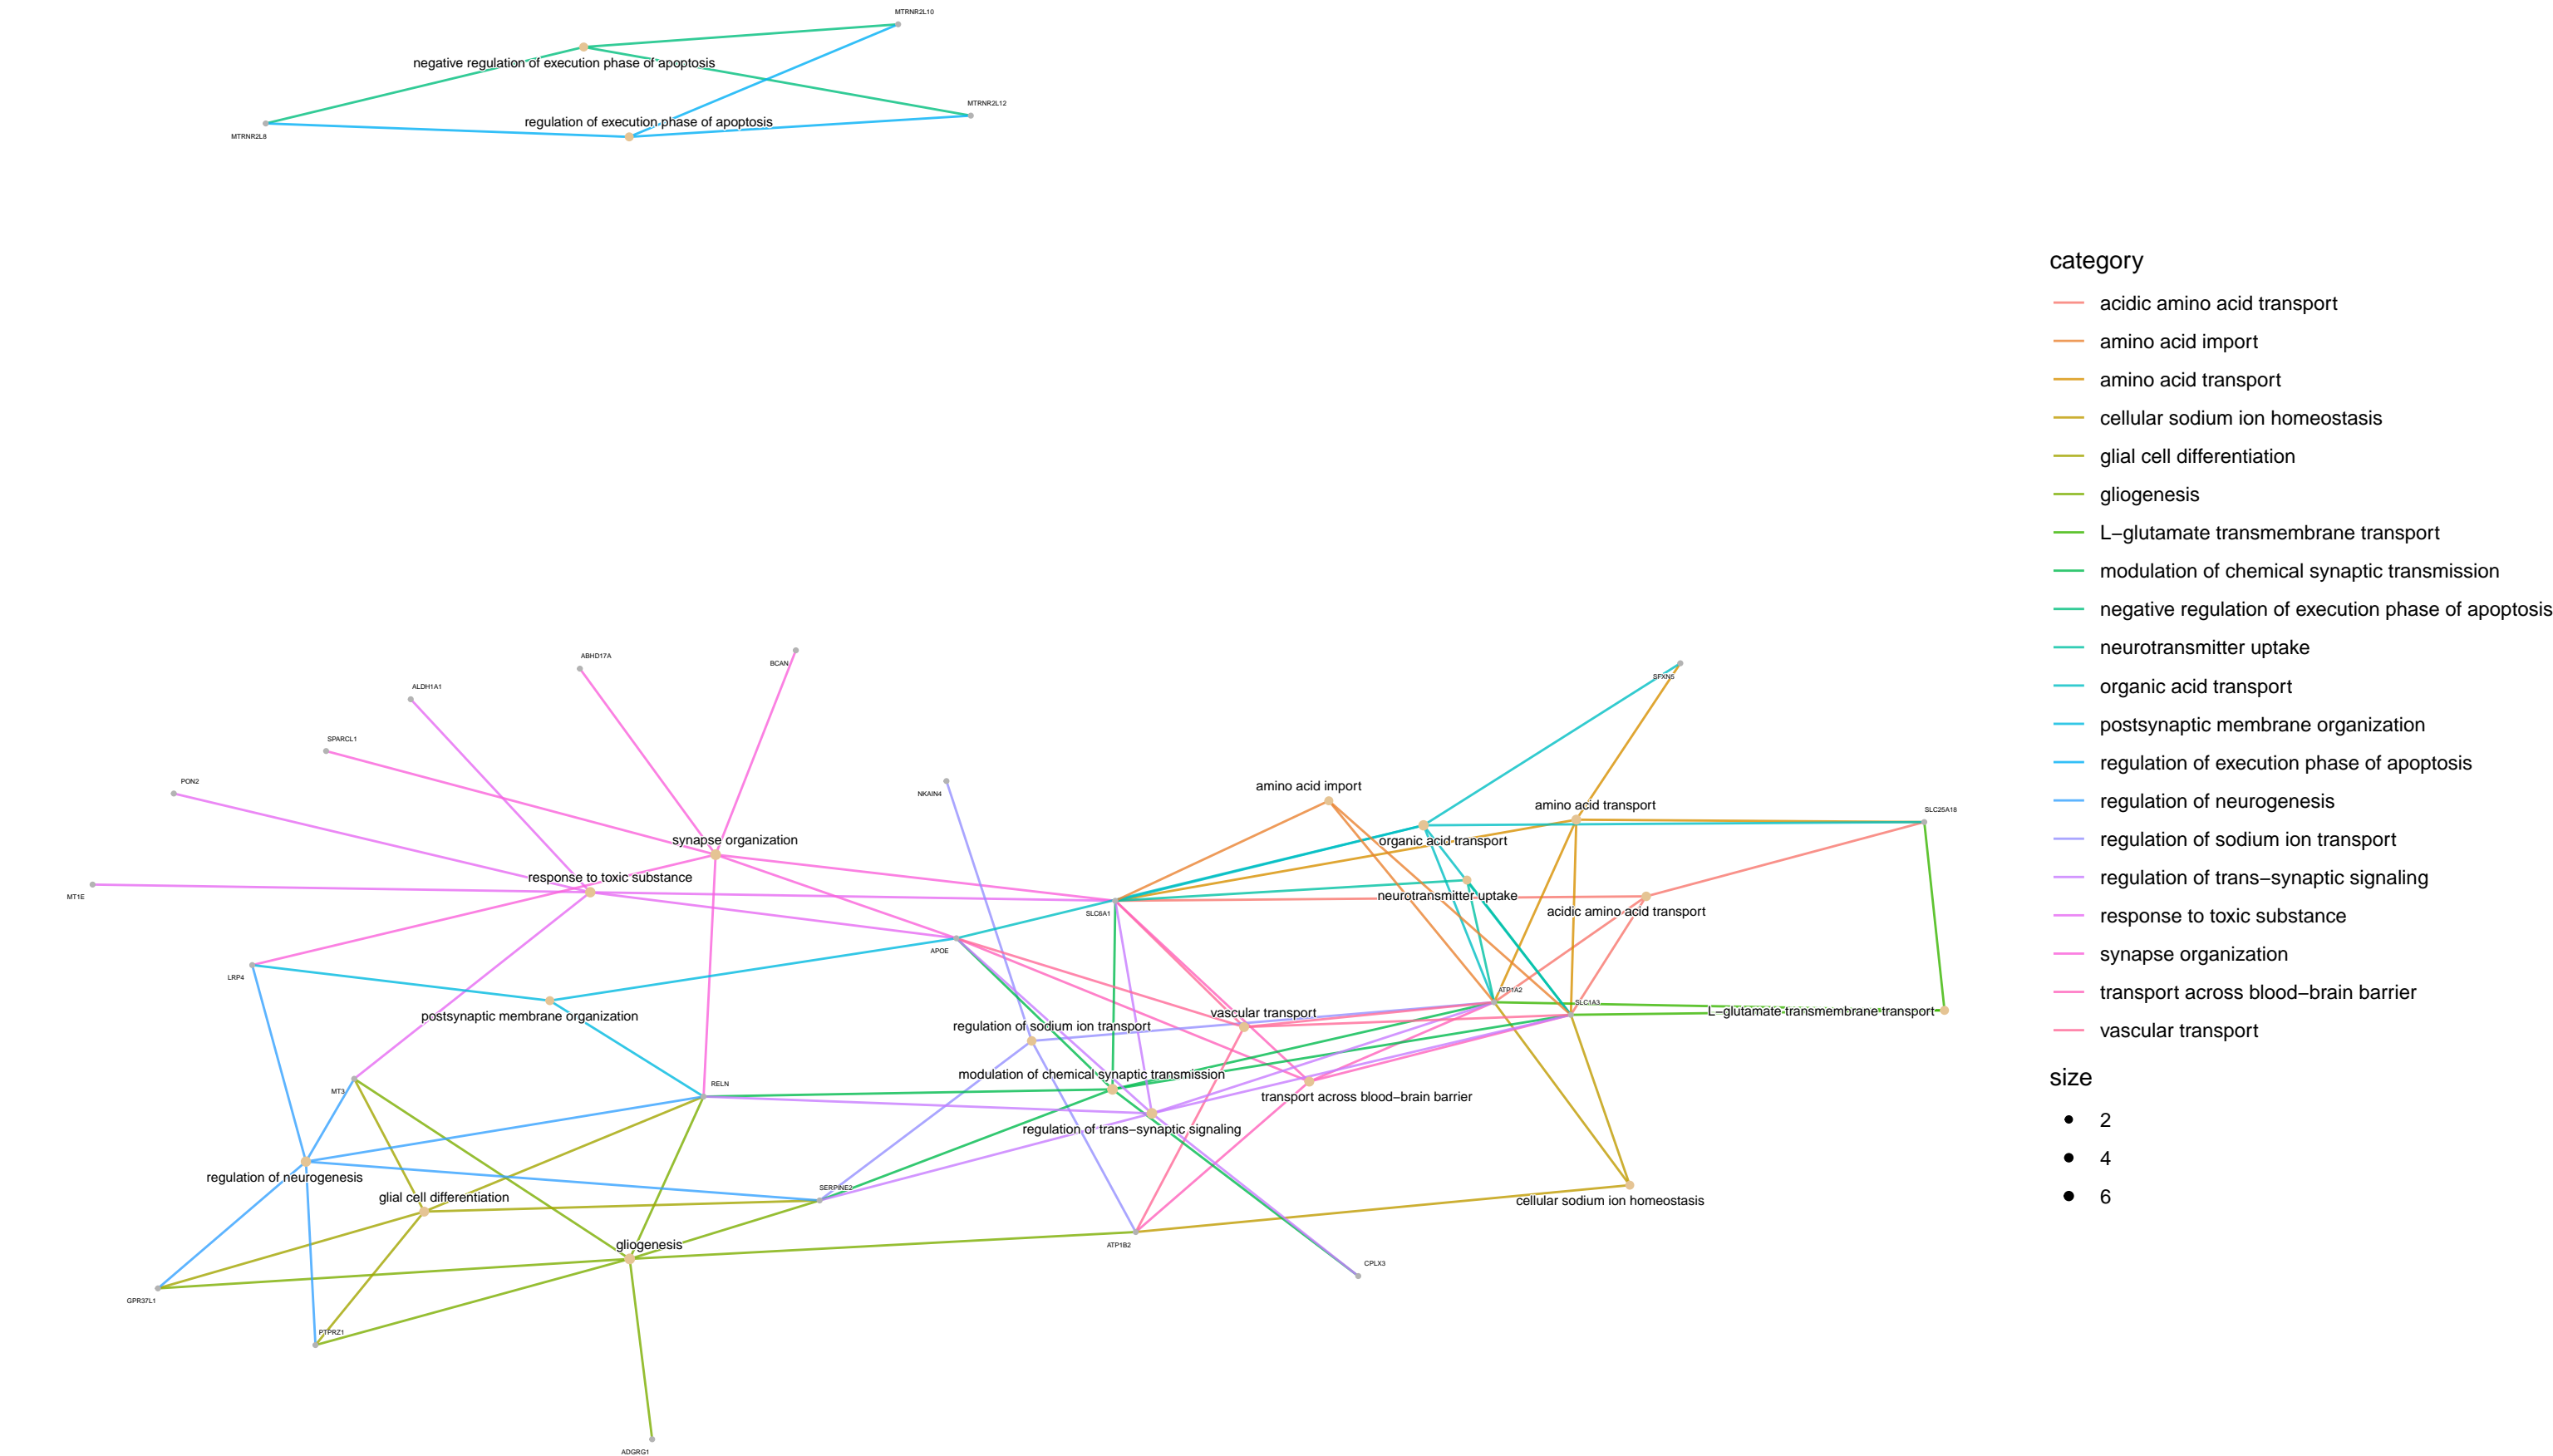 MTRNR2L10
negative regulation of execution phase of apoptosis
MTRNR2L12
regulation of execution phase of apoptosis
MTRNR2L8
ABHD17A
BCAN
ALDH1A1
SFXN5
SPARCL1
PON2
NKAIN4
amino acid import
amino acid transport
SLC25A18
synapse organization
organic acid transport
response to toxic substance
neurotransmitter uptake
MT1E
SLC6A1
acidic amino acid transport
APOE
LRP4
ATP1A2
SLC1A3
postsynaptic membrane organization
vascular transport
L−glutamate transmembrane transport
regulation of sodium ion transport
modulation of chemical synaptic transmission
RELN
MT3
transport across blood−brain barrier
regulation of trans−synaptic signaling
regulation of neurogenesis
SERPINE2
glial cell differentiation
cellular sodium ion homeostasis
gliogenesis
ATP1B2
CPLX3
GPR37L1
PTPRZ1
ADGRG1
category
acidic amino acid transport
amino acid import
amino acid transport
cellular sodium ion homeostasis
glial cell differentiation
gliogenesis
L−glutamate transmembrane transport
modulation of chemical synaptic transmission
negative regulation of execution phase of apoptosis
neurotransmitter uptake
organic acid transport
postsynaptic membrane organization
regulation of execution phase of apoptosis
regulation of neurogenesis
regulation of sodium ion transport
regulation of trans−synaptic signaling
response to toxic substance
synapse organization
transport across blood−brain barrier
vascular transport
size
2
4
6